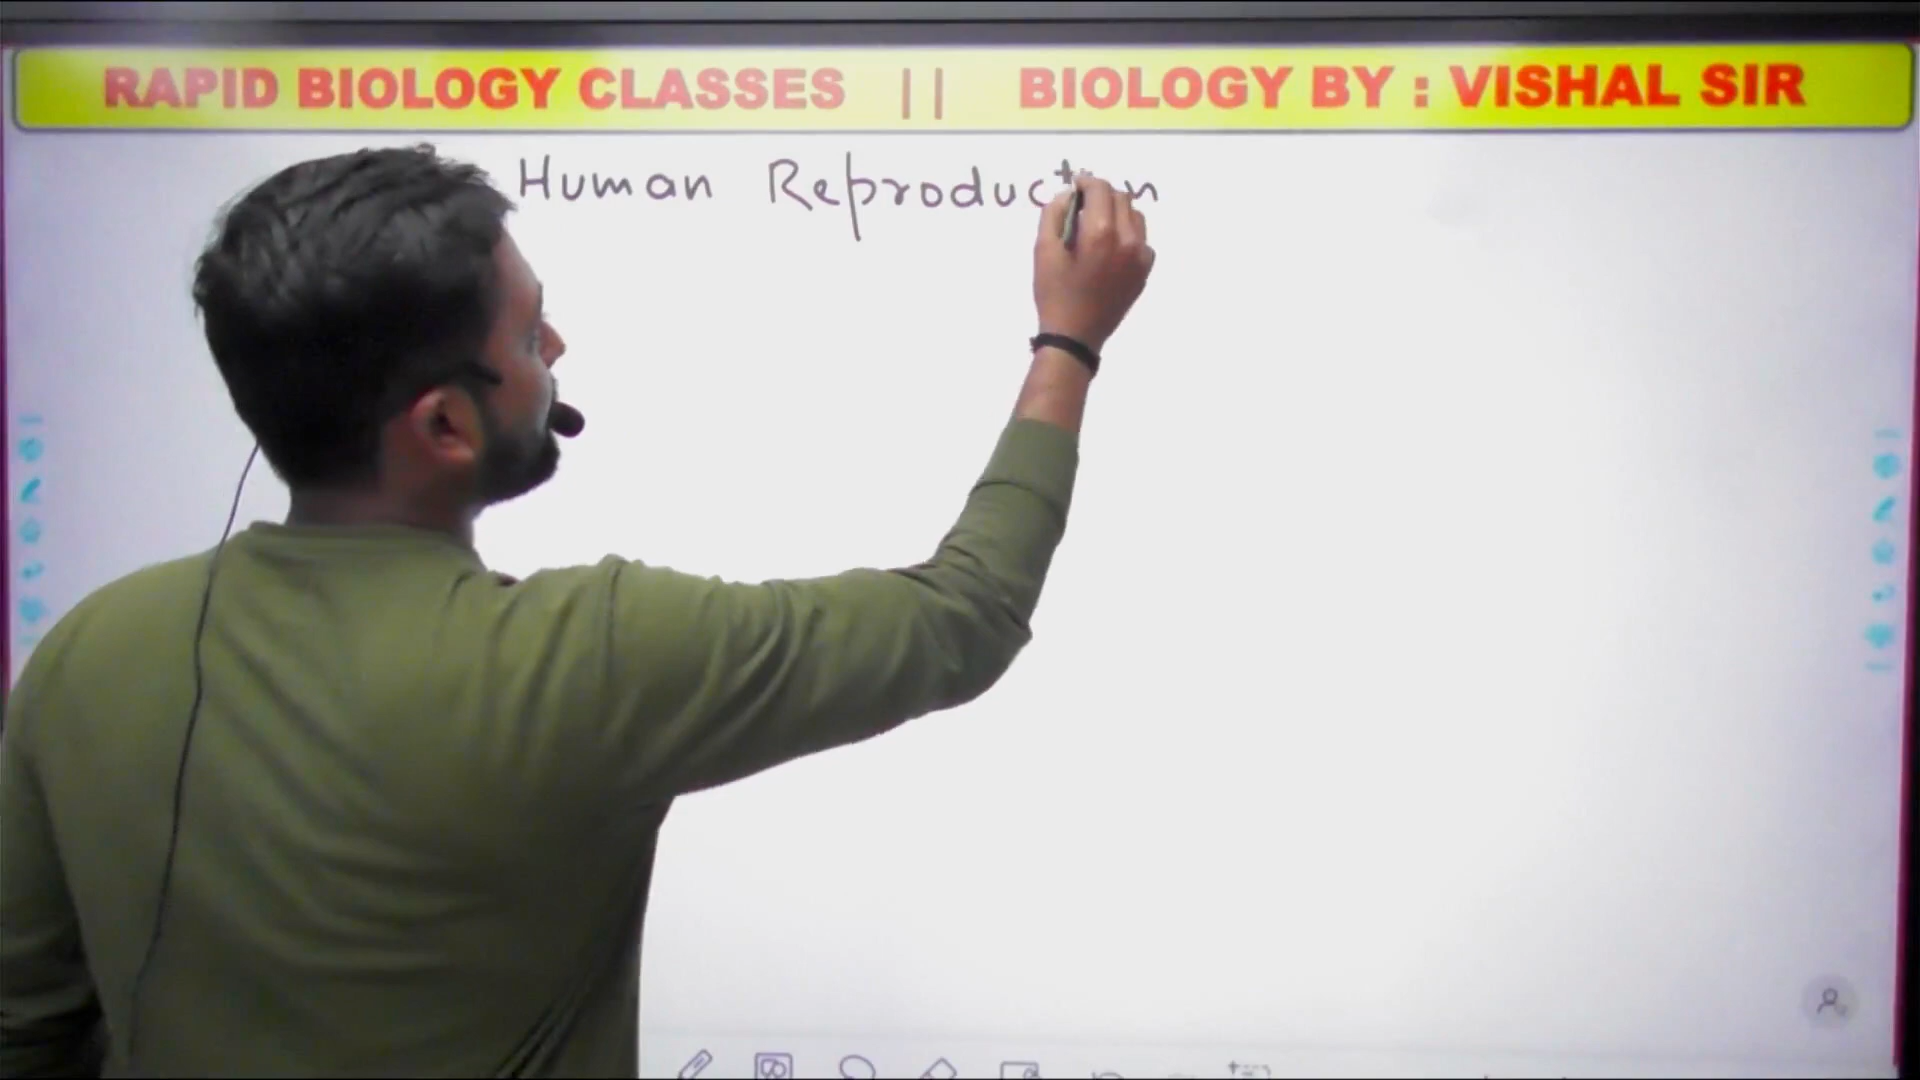 RAPID BIOLOGY CLASSES || BIOLOGY BY : VISHAL SIR
Human Reproduction